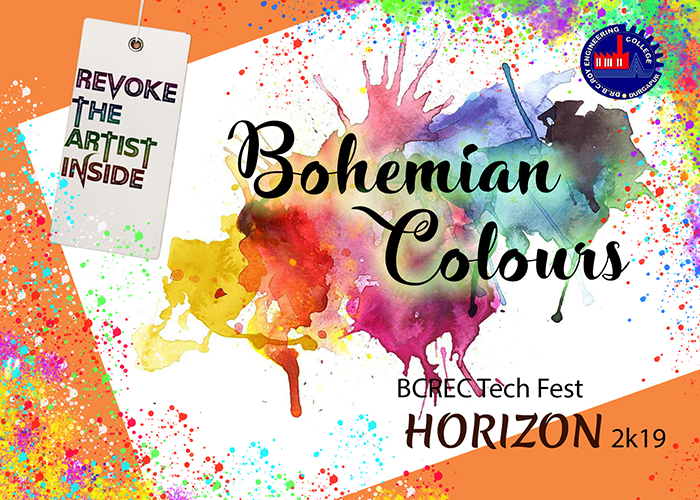 REVOKE
THE
ARTIST
INSIDE
DR. B. C. ROY ENGINEERING COLLEGE
DURGAPUR
Bohemian
Colours
BCREC Tech Fest
HORIZON 2k19